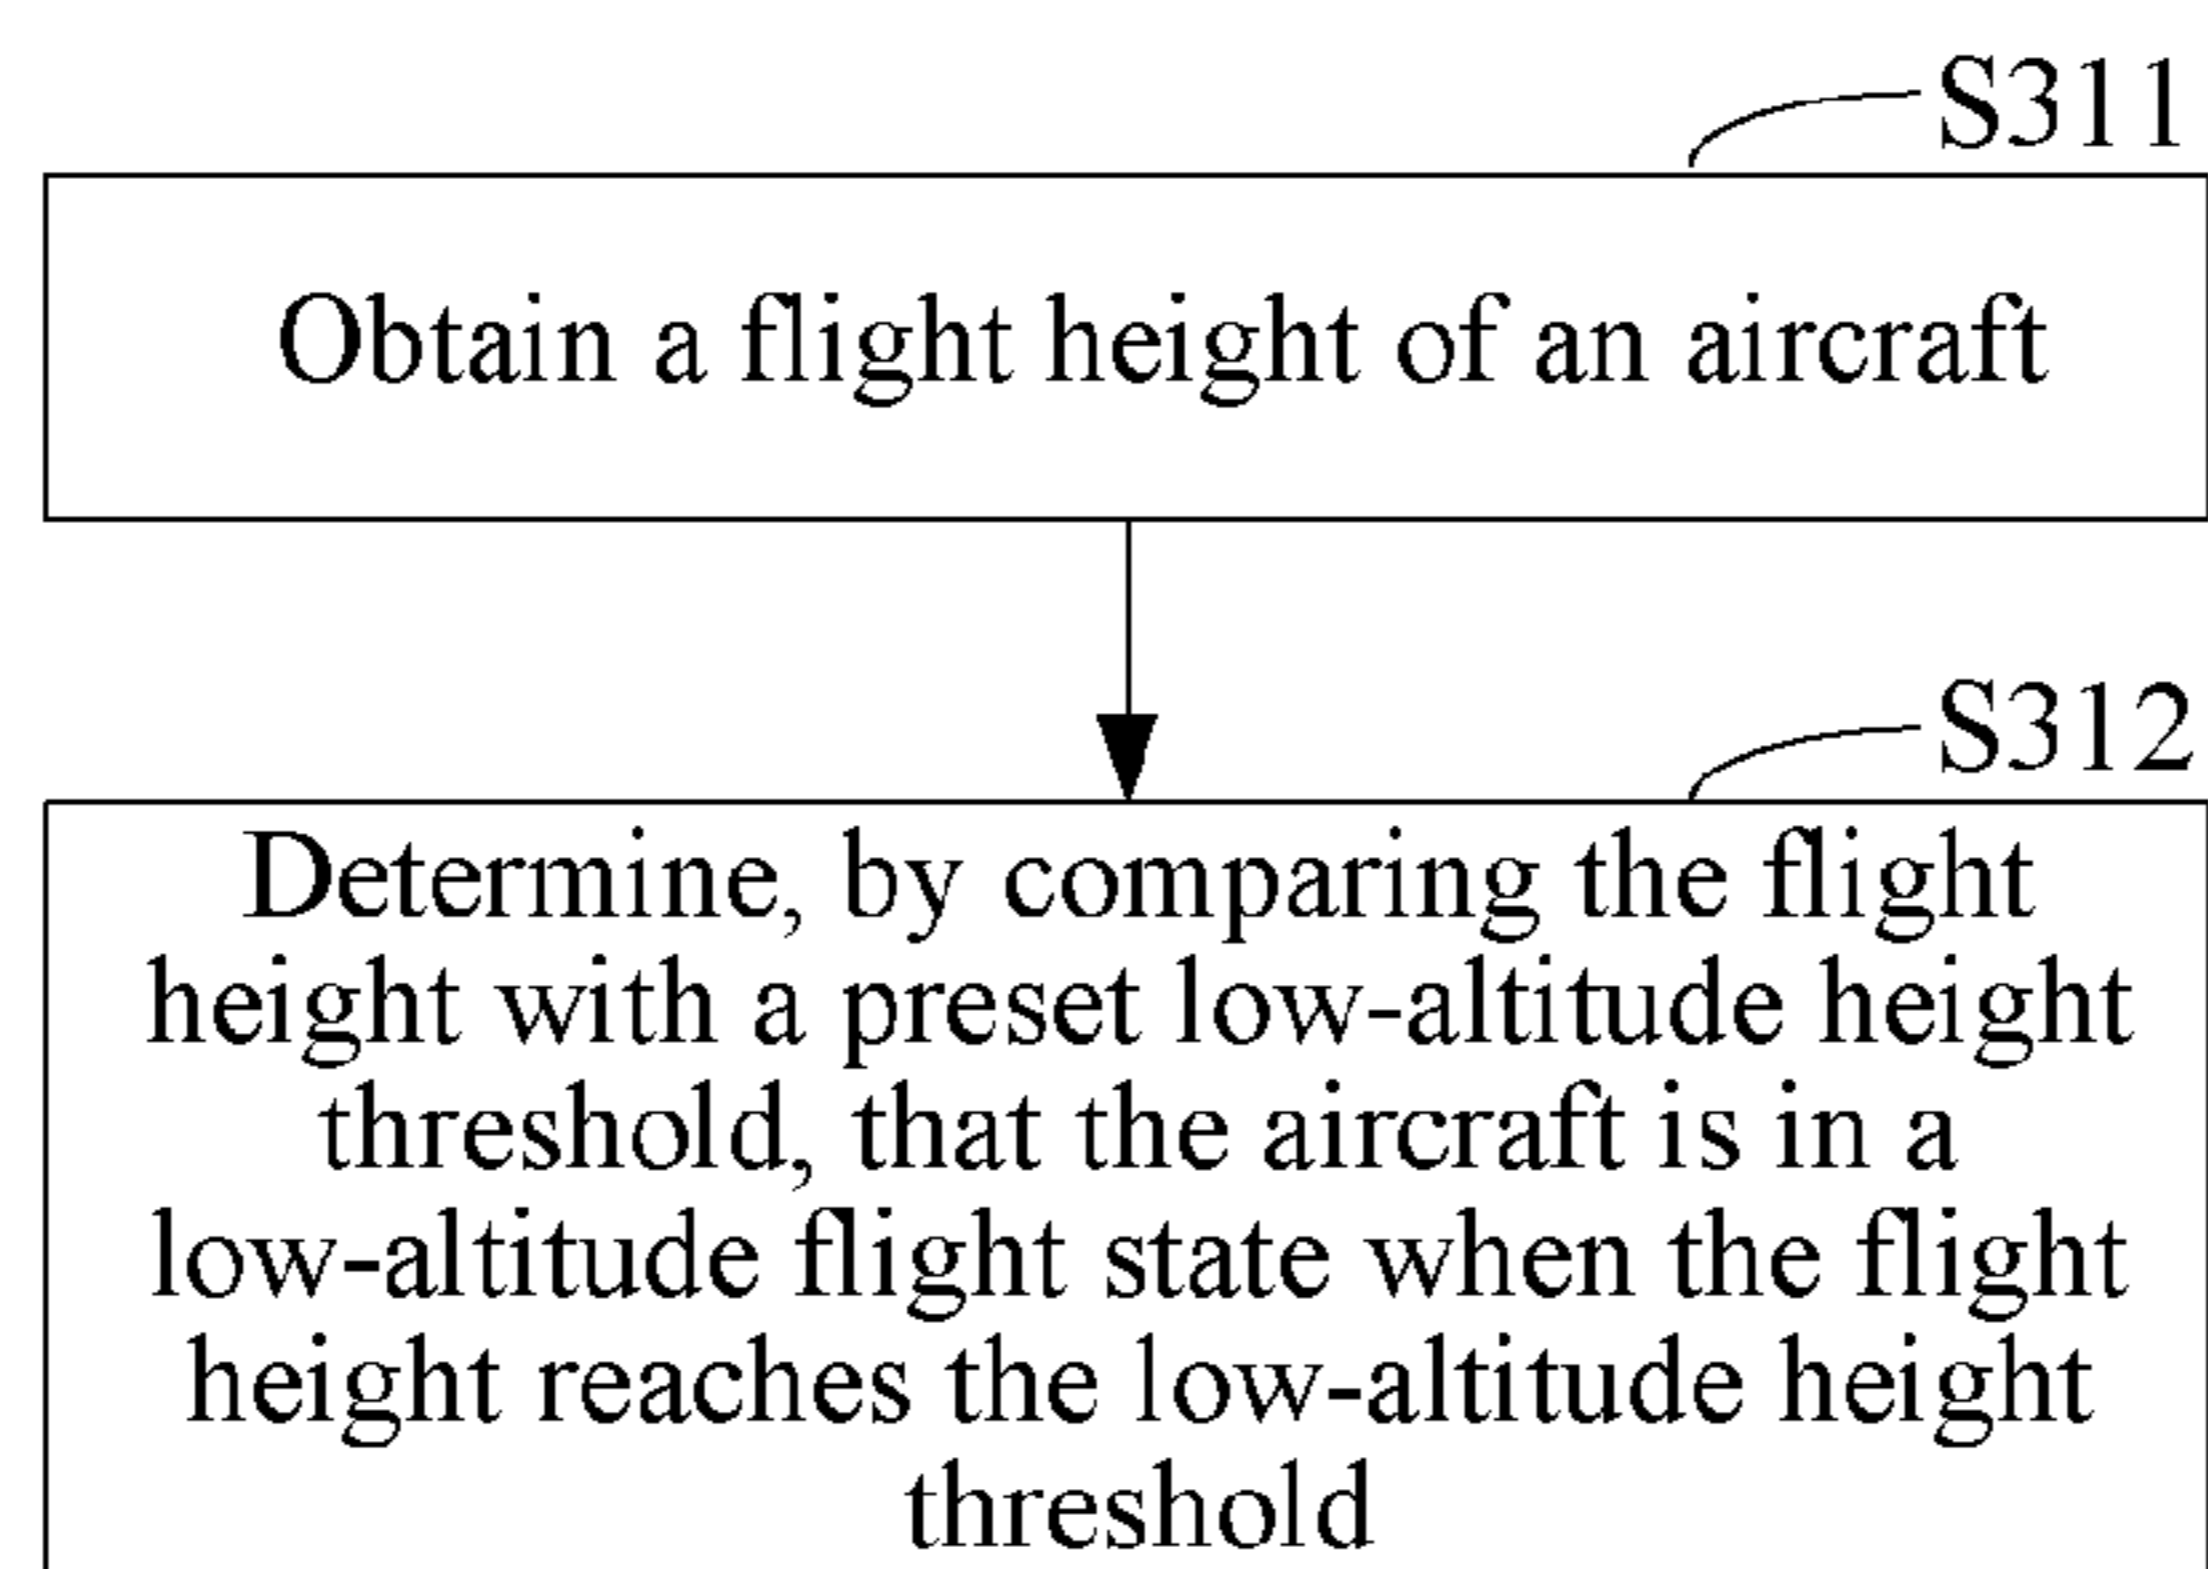 S311
Obtain a flight height of an aircraft
S312
Determine, by comparing the flight
height with a preset low-altitude height
threshold, that the aircraft is in a
low-altitude flight state when the flight
height reaches the low-altitude height
threshold